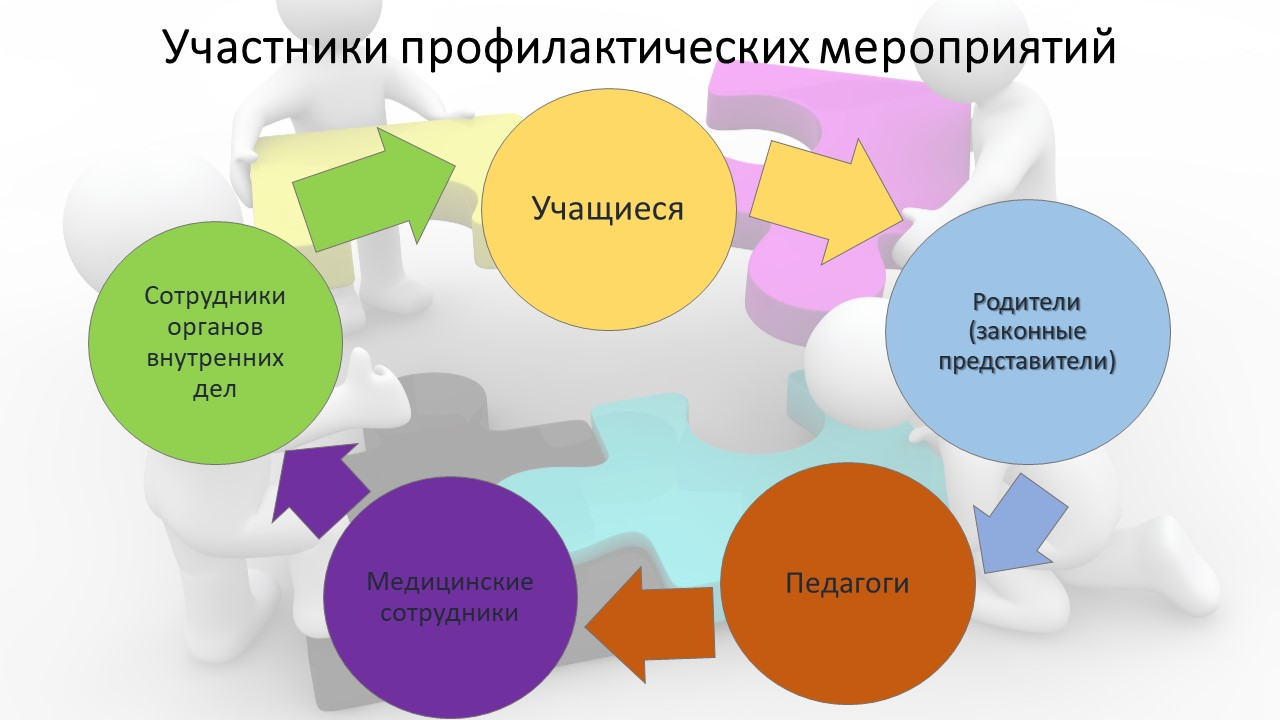 Участники профилактических мероприятий
Учащиеся
Родители
(законные
представители)
Педагоги
Медицинские
сотрудники
Сотрудники
органов
внутренних
дел